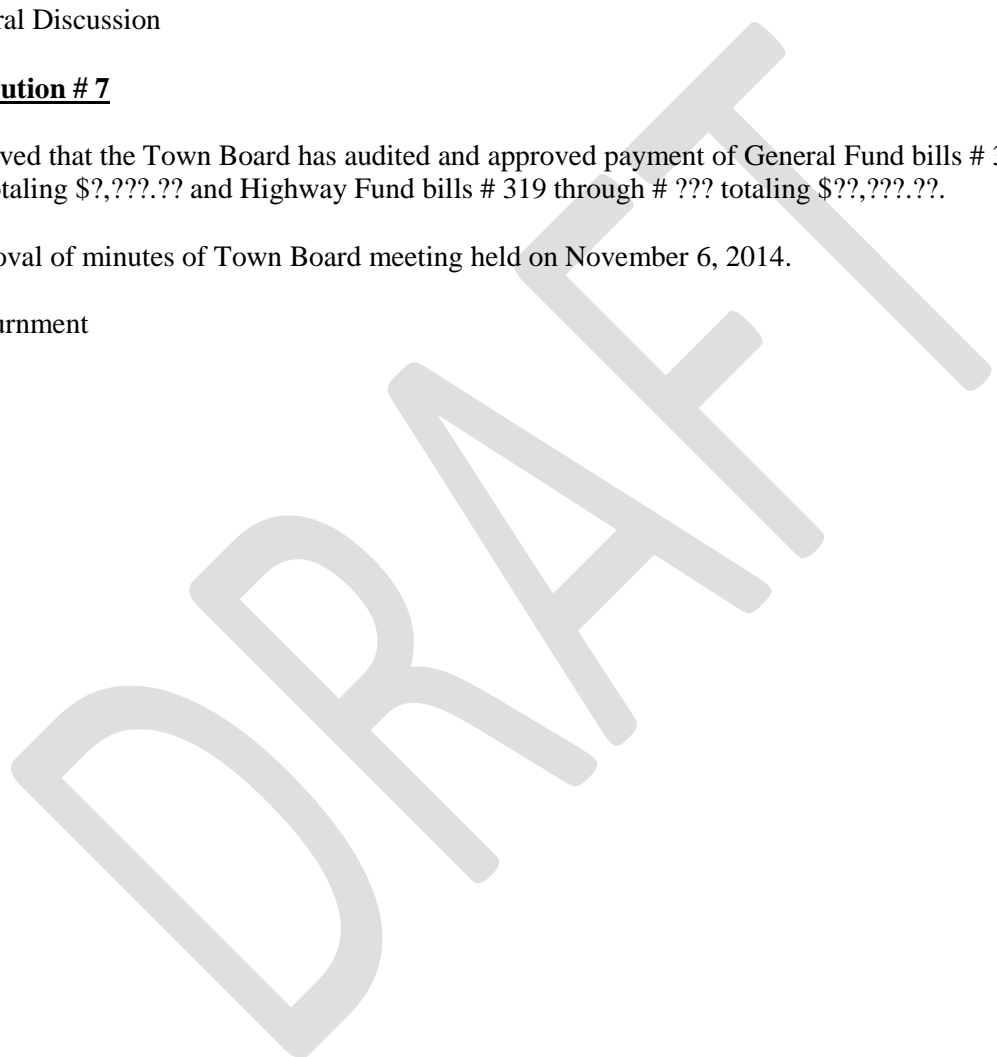 ral Discussion
ution # 7
ved that the Town Board has audited and approved payment of General Fund bills # 3
otaling $?,???.?? and Highway Fund bills # 319 through # ??? totaling $??,???.??.
oval of minutes of Town Board meeting held on November 6, 2014.
urnment
DRAFT